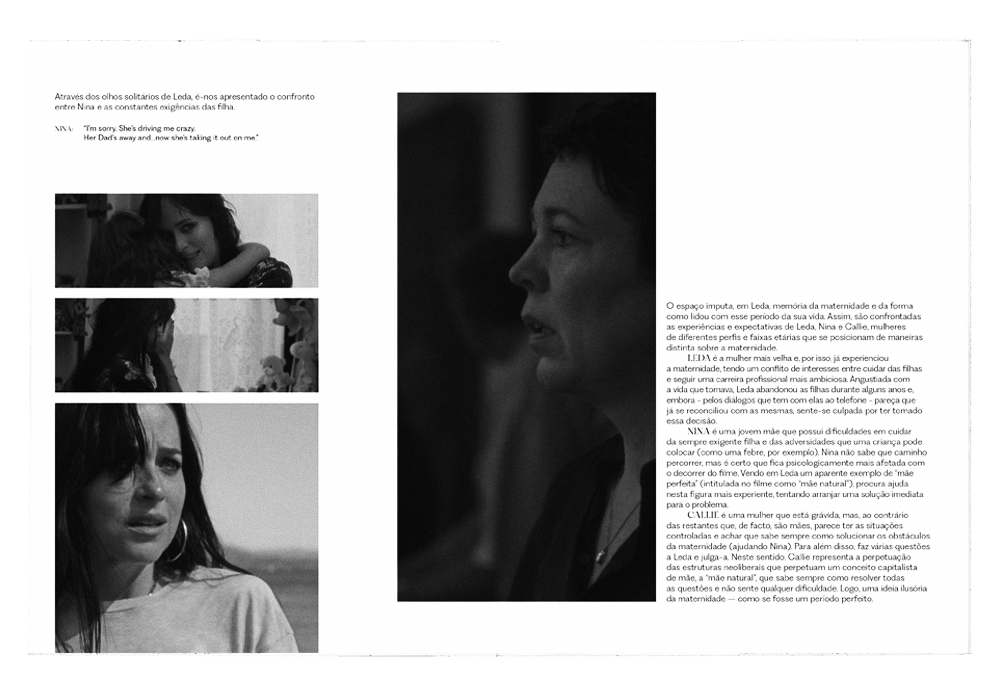 Através dos olhos solitários de Leda, é-nos apresentado o confronto
entre Nina e as constantes exigências das filha.
NINA: "I'm sorry. She's driving me crazy.
Her Dad's away and...now she's taking it out on me."
O espaço imputa, em Leda, memória da maternidade e da forma
como lidou com esse período da sua vida. Assim, são confrontadas
as experiências e expectativas de Leda, Nina e Callie, mulheres
de diferentes perfis e faixas etárias que se posicionam de maneiras
distinta sobre a maternidade.
LEDA é a mulher mais velha e, por isso, já experienciou
a maternidade, tendo um conflito de interesses entre cuidar das filhas
e seguir uma carreira profissional mais ambiciosa. Angustiada com
a vida que tomava, Leda abandonou as filhas durante alguns anos e,
embora - pelos diálogos que tem com elas ao telefone - pareça que
já se reconciliou com as mesmas, sente-se culpada por ter tomado
essa decisão.
NINA é uma jovem mãe que possui dificuldades em cuidar
da sempre exigente filha e das adversidades que uma criança pode
colocar (como uma febre, por exemplo). Nina não sabe que caminho
percorrer, mas é certo que fica psicologicamente mais afetada com
o decorrer do filme. Vendo em Leda um aparente exemplo de "mãe
perfeita" (intitulada no filme como "mãe natural"), procura ajuda
nesta figura mais experiente, tentando arranjar uma solução imediata
para o problema.
CALLIE é uma mulher que está grávida, mas, ao contrário
das restantes que, de facto, são mães, parece ter as situações
controladas e achar que sabe sempre como solucionar os obstáculos
da maternidade (ajudando Nina). Para além disso, faz várias questões
a Leda e julga-a. Neste sentido, Callie representa a perpetuação
das estruturas neoliberais que perpetuam um conceito capitalista
de mãe, a "mãe natural", que sabe sempre como resolver todas
as questões e não sente qualquer dificuldade. Logo, uma ideia ilusória
da maternidade — como se fosse um período perfeito.